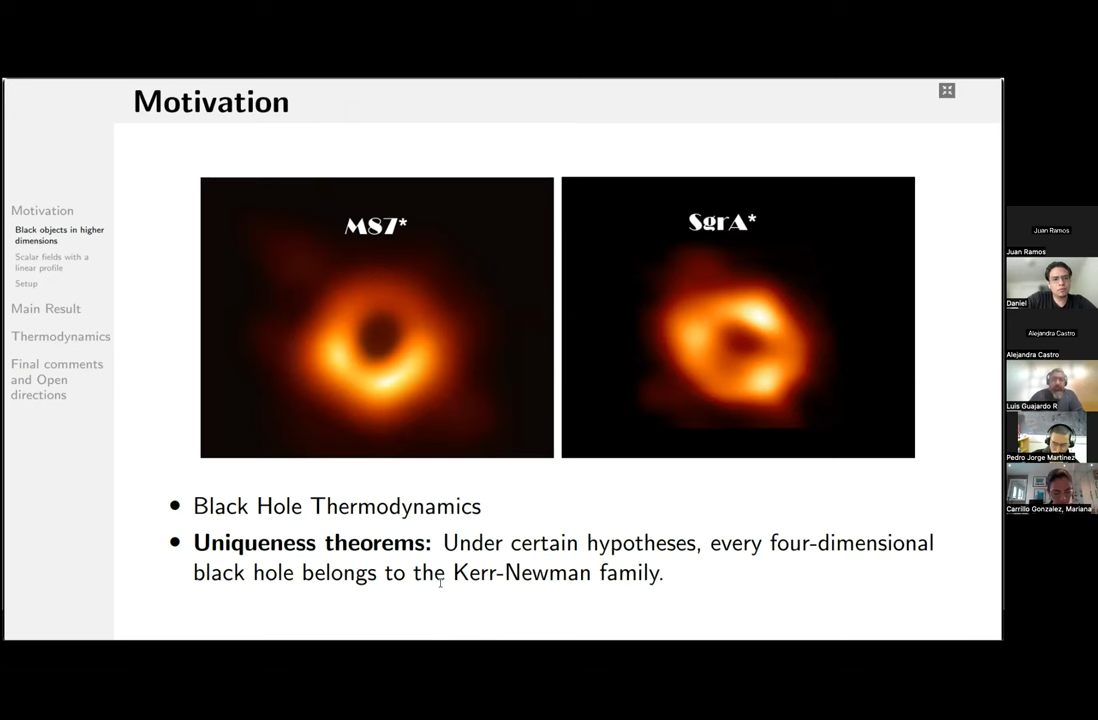 Motivation
Motivation
Black objects in higher
dimensions
Scalar fields with a
linear profile
Setup
Main Result
Thermodynamics
Final comments
and Open
directions
M87*
SgrA*
• Black Hole Thermodynamics
• Uniqueness theorems: Under certain hypotheses, every four-dimensional
black hole belongs to the Kerr-Newman family.
Juan Ramos
Juan Ramos
Daniel
Alejandra Castro
Alejandra Castro
Luis Guajardo R
Pedro Jorge Martinez
Carrillo Gonzalez, Mariana